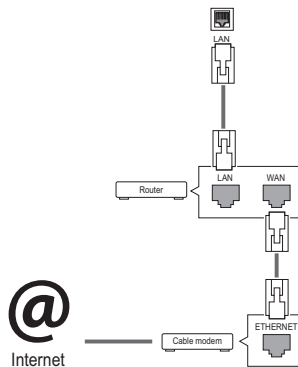 LAN
LAN
WAN
Router
ETHERNET
Cable modem
@
Internet